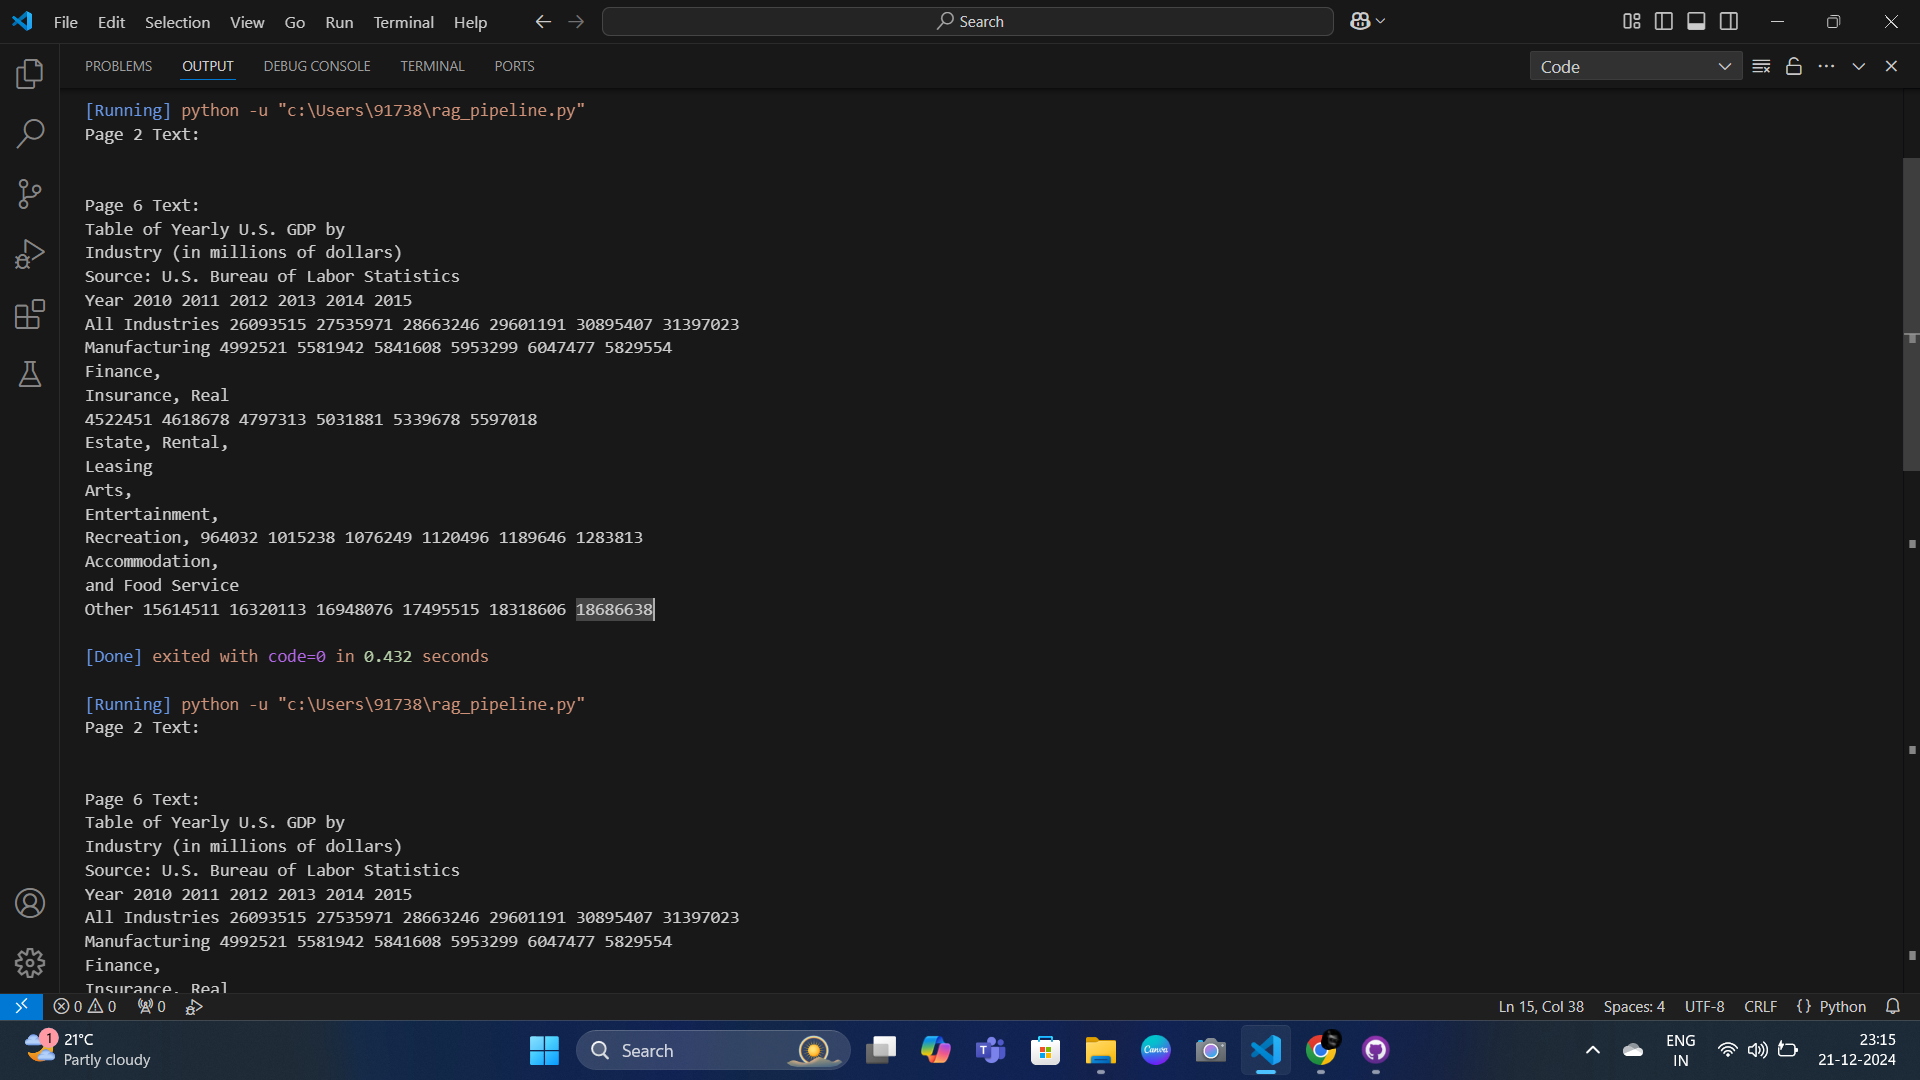 File Edit Selection View Go Run Terminal Help
Search
PROBLEMS OUTPUT DEBUG CONSOLE TERMINAL PORTS
Code
[Running] python -u "c:\Users\91738\rag_pipeline.py"
Page 2 Text:
Page 6 Text:
Table of Yearly U.S. GDP by
Industry (in millions of dollars)
Source: U.S. Bureau of Labor Statistics
Year 2010 2011 2012 2013 2014 2015
All Industries 26093515 27535971 28663246 29601191 30895407 31397023
Manufacturing 4992521 5581942 5841608 5953299 6047477 5829554
Finance,
Insurance, Real
4522451 4618678 4797313 5031881 5339678 5597018
Estate, Rental,
Leasing
Arts,
Entertainment,
Recreation, 964032 1015238 1076249 1120496 1189646 1283813
Accommodation,
and Food Service
Other 15614511 16320113 16948076 17495515 18318606 18686638
[Done] exited with code=0 in 0.432 seconds
[Running] python -u "c:\Users\91738\rag_pipeline.py"
Page 2 Text:
Page 6 Text:
Table of Yearly U.S. GDP by
Industry (in millions of dollars)
Source: U.S. Bureau of Labor Statistics
Year 2010 2011 2012 2013 2014 2015
All Industries 26093515 27535971 28663246 29601191 30895407 31397023
Manufacturing 4992521 5581942 5841608 5953299 6047477 5829554
Finance,
Insurance, Real
0 0 0 Ln 15, Col 38 Spaces: 4 UTF-8 CRLF {} Python
1
21°C
Partly cloudy
Search
Canva
ENG
IN
23:15
21-12-2024